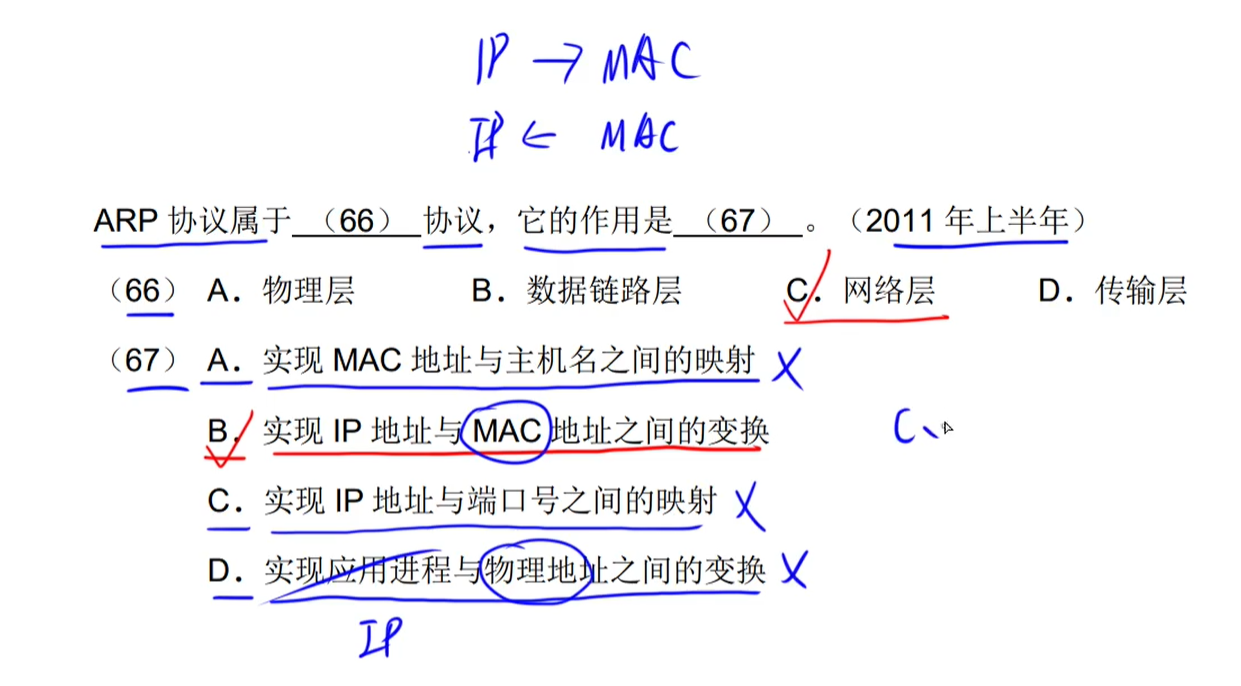 IP → MAC
IP ← MAC
ARP 协议属于 （66） 协议，它的作用是 （67） 。（2011 年上半年）
（66） A．物理层 B．数据链路层 C．网络层 D．传输层
（67） A．实现 MAC 地址与主机名之间的映射 ×
B．实现 IP 地址与 MAC 地址之间的变换
C、
C．实现 IP 地址与端口号之间的映射 ×
D．实现应用进程与物理地址之间的变换 ×
IP